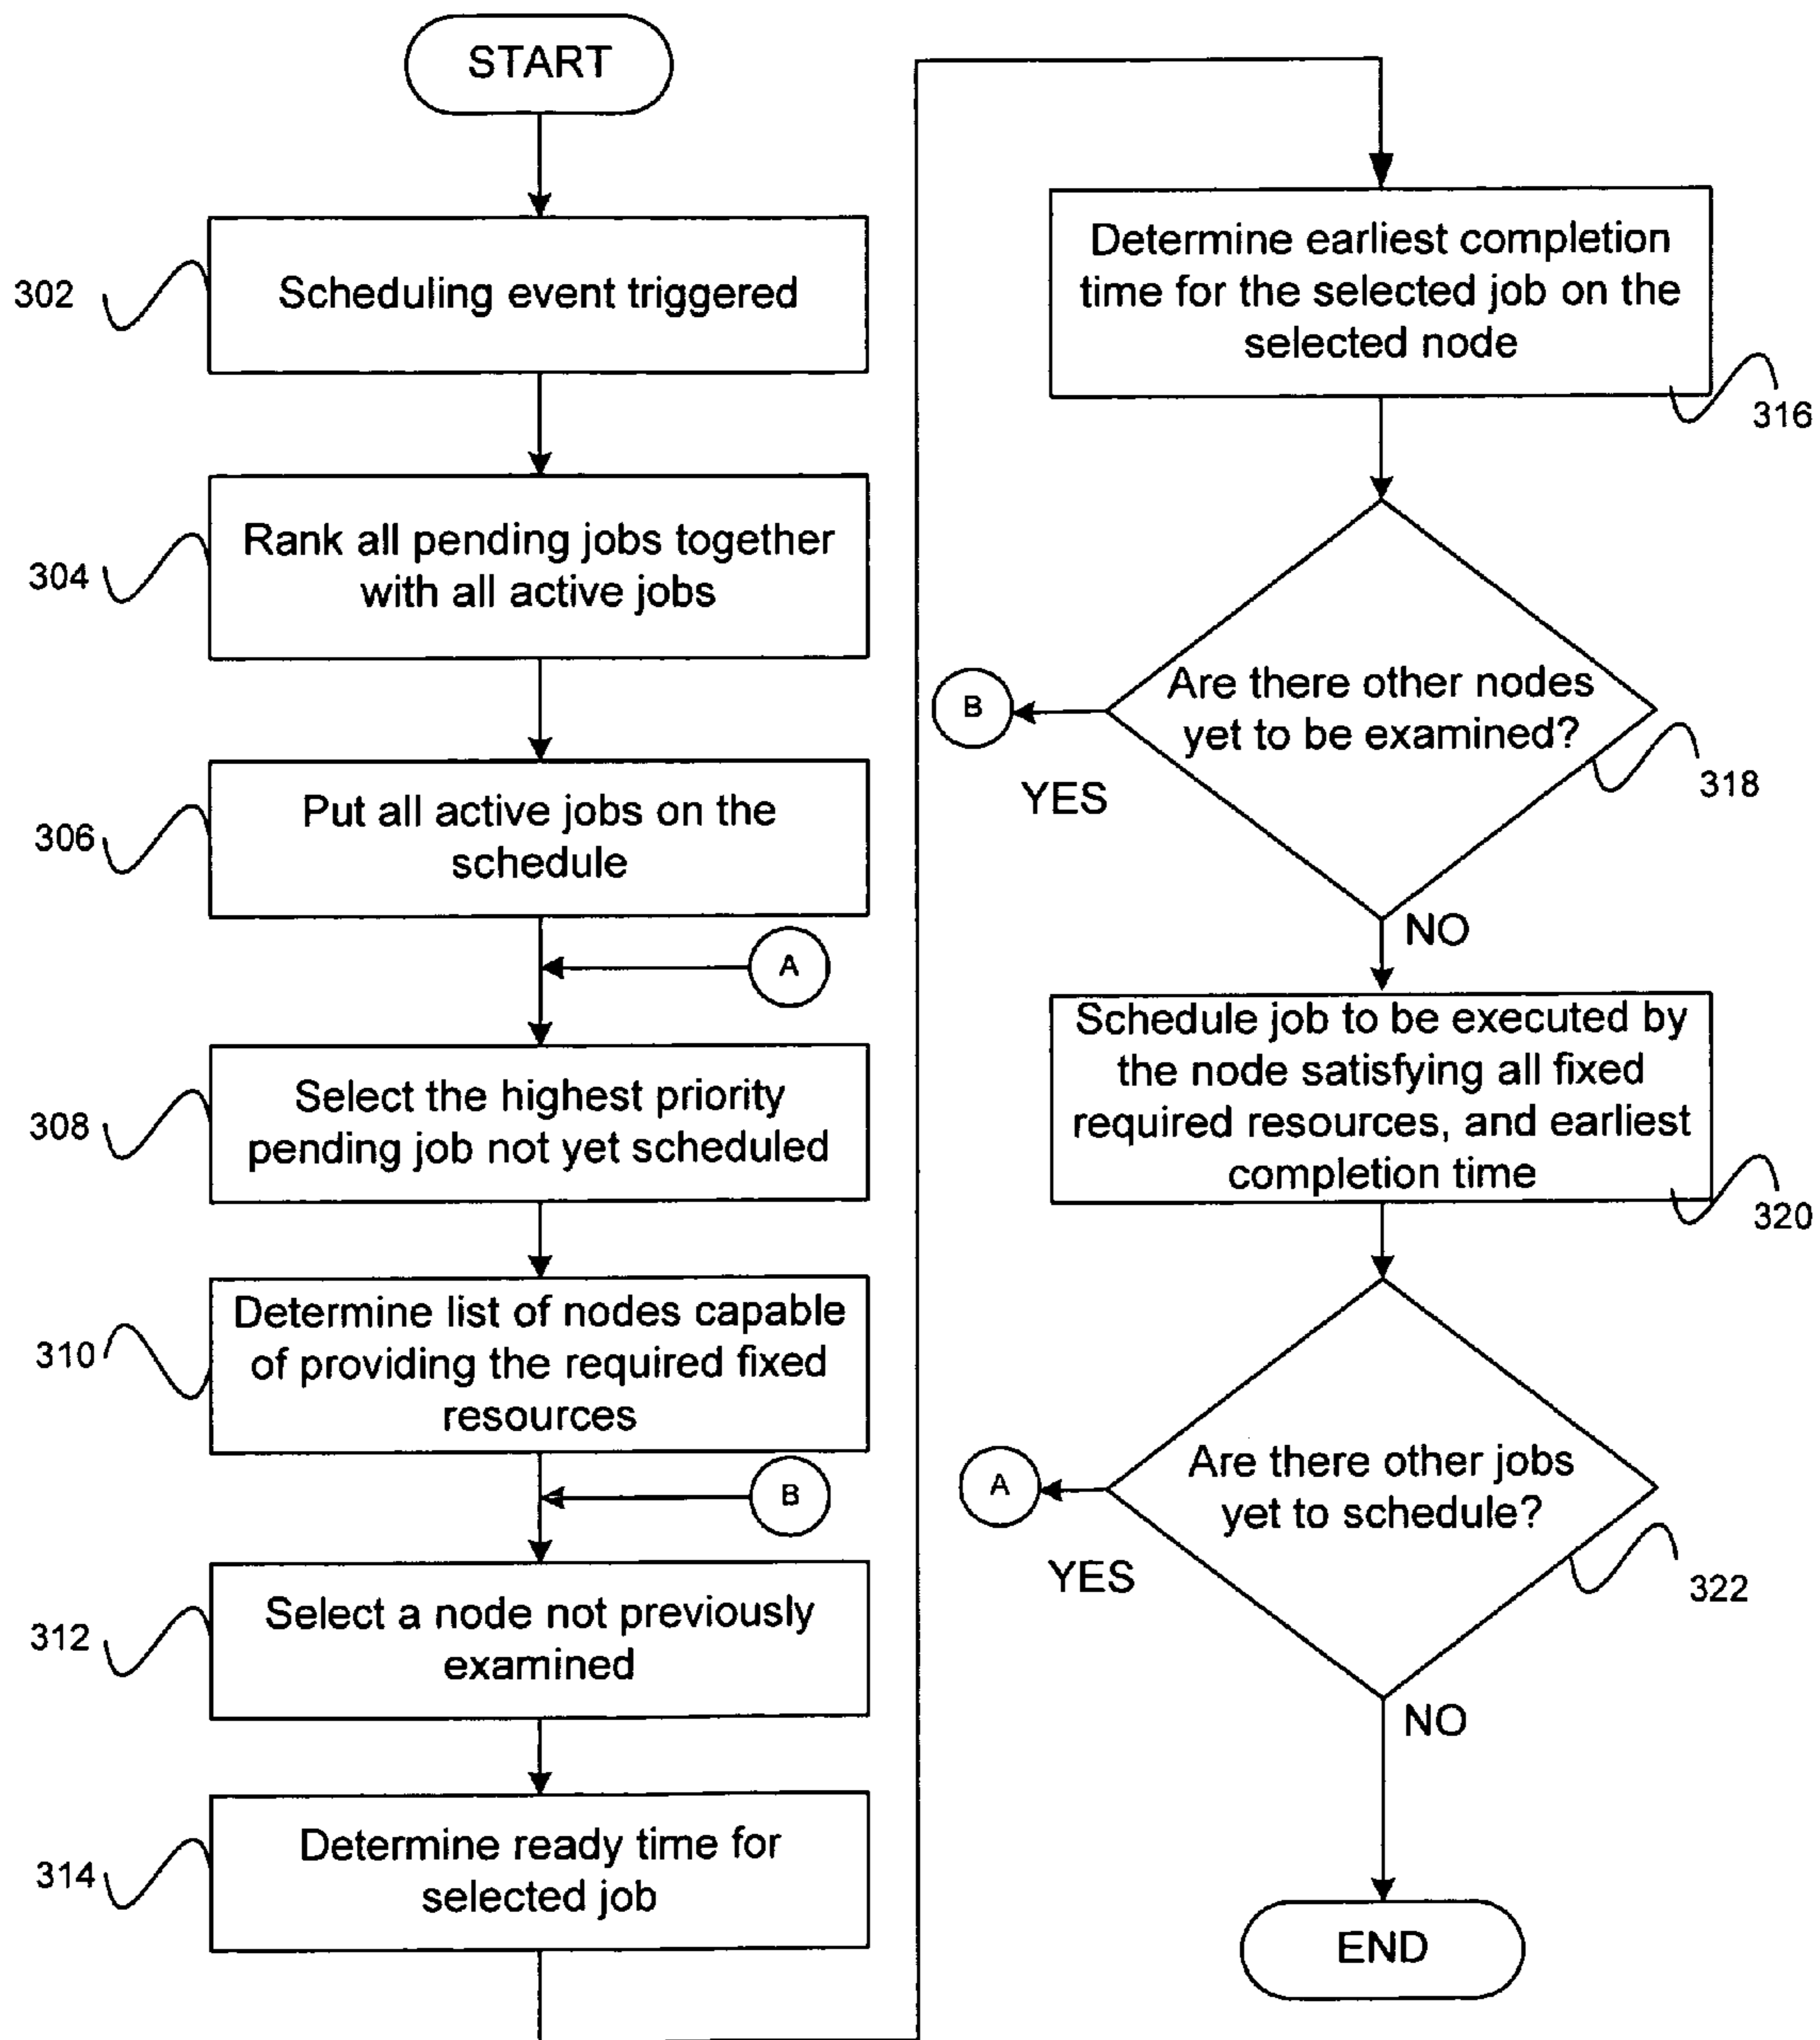 START
302
Scheduling event triggered
304
Rank all pending jobs together
with all active jobs
306
Put all active jobs on the
schedule
A
308
Select the highest priority
pending job not yet scheduled
310
Determine list of nodes capable
of providing the required fixed
resources
B
312
Select a node not previously
examined
314
Determine ready time for
selected job
Determine earliest completion
time for the selected job on the
selected node
316
Are there other nodes
yet to be examined?
318
B
YES
NO
Schedule job to be executed by
the node satisfying all fixed
required resources, and earliest
completion time
320
Are there other jobs
yet to schedule?
322
A
YES
NO
END